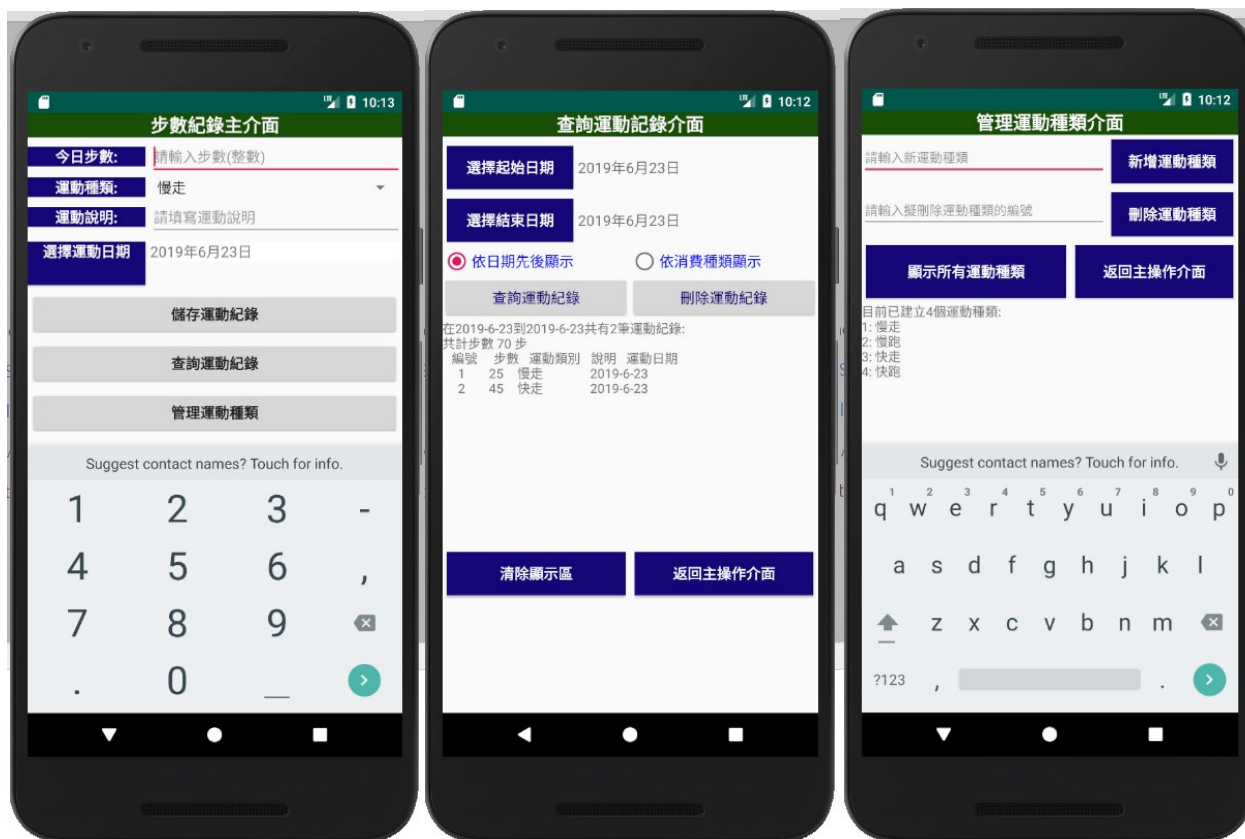 10:13
步數紀錄主介面
今日步數:
請輸入步數(整數)
運動種類:
慢走
運動說明:
請填寫運動說明
選擇運動日期
2019年6月23日
儲存運動紀錄
查詢運動紀錄
管理運動種類
Suggest contact names? Touch for info.
1 2 3 -
4 5 6 ,
7 8 9
. 0 _
10:12
查詢運動記錄介面
選擇起始日期
2019年6月23日
選擇結束日期
2019年6月23日
依日期先後顯示
依消費種類顯示
查詢運動紀錄
刪除運動紀錄
在2019-6-23到2019-6-23共有2筆運動紀錄:
共計步數 70 步
編號 步數 運動類別 說明 運動日期
1 25 慢走 2019-6-23
2 45 快走 2019-6-23
清除顯示區
返回主操作介面
10:12
管理運動種類介面
請輸入新運動種類
新增運動種類
請輸入擬刪除運動種類的編號
刪除運動種類
顯示所有運動種類
返回主操作介面
目前已建立4個運動種類:
1: 慢走
2: 慢跑
3: 快走
4: 快跑
Suggest contact names? Touch for info.
1 2 3 4 5 6 7 8 9 0
q w e r t y u i o p
a s d f g h j k l
z x c v b n m
?123 , .